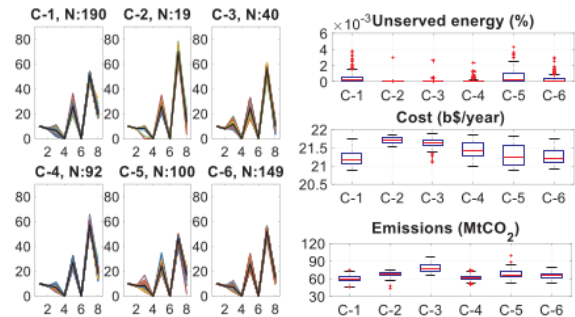 C-1, N:190
C-2, N:19
C-3, N:40
80
60
40
20
0
2 4 6 8
2 4 6 8
2 4 6 8
C-4, N:92
C-5, N:100
C-6, N:149
80
60
40
20
0
2 4 6 8
2 4 6 8
2 4 6 8
×10⁻³ Unserved energy (%)
6
4
2
0
C-1 C-2 C-3 C-4 C-5 C-6
Cost (b$/year)
22
21.5
21
20.5
C-1 C-2 C-3 C-4 C-5 C-6
Emissions (MtCO₂)
120
90
60
30
C-1 C-2 C-3 C-4 C-5 C-6